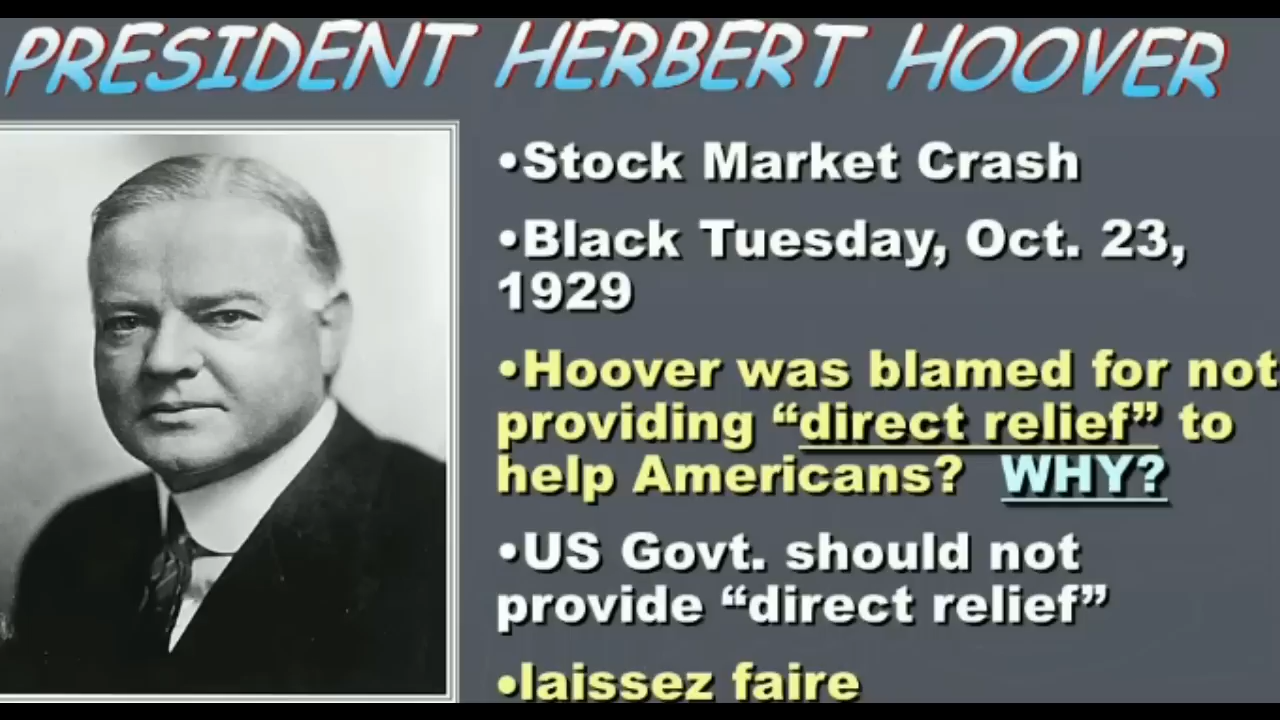 PRESIDENT HERBERT HOOVER
•Stock Market Crash
•Black Tuesday, Oct. 23,
1929
•Hoover was blamed for not
providing “direct relief” to
help Americans? WHY?
•US Govt. should not
provide “direct relief”
•laissez faire